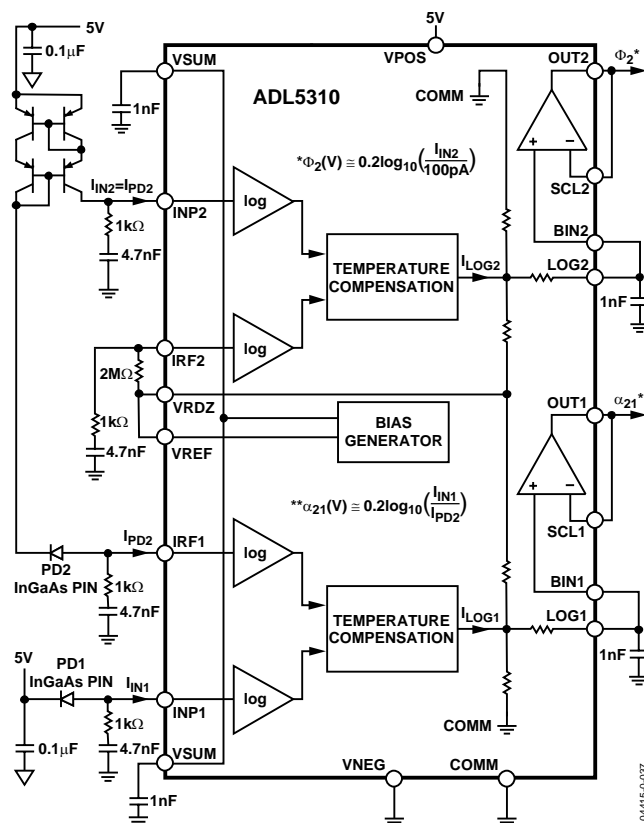 5V
0.1µF
5V
VPOS
VSUM
1nF
ADL5310
COMM
OUT2
Φ2*
*Φ2(V) ≅ 0.2log10(IIN2/100pA)
SCL2
IIN2=IPD2
INP2
log
1kΩ
4.7nF
TEMPERATURE
COMPENSATION
ILOG2
BIN2
LOG2
1nF
IRF2
log
2MΩ
VRDZ
1kΩ
4.7nF
VREF
BIAS
GENERATOR
OUT1
α21*
**α21(V) ≅ 0.2log10(IIN1/IPD2)
SCL1
IPD2
IRF1
log
PD2
InGaAs PIN
1kΩ
4.7nF
TEMPERATURE
COMPENSATION
ILOG1
BIN1
LOG1
1nF
5V
PD1
InGaAs PIN
IIN1
INP1
log
1kΩ
4.7nF
0.1µF
COMM
VSUM
1nF
VNEG
COMM
04415-0-027